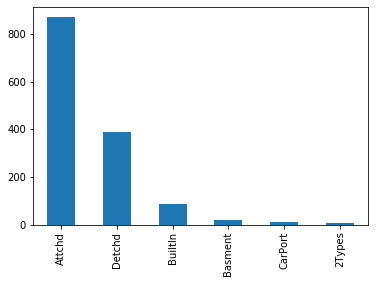 800
600
400
200
0
Attchd
Detchd
BuiltIn
Basment
CarPort
2Types